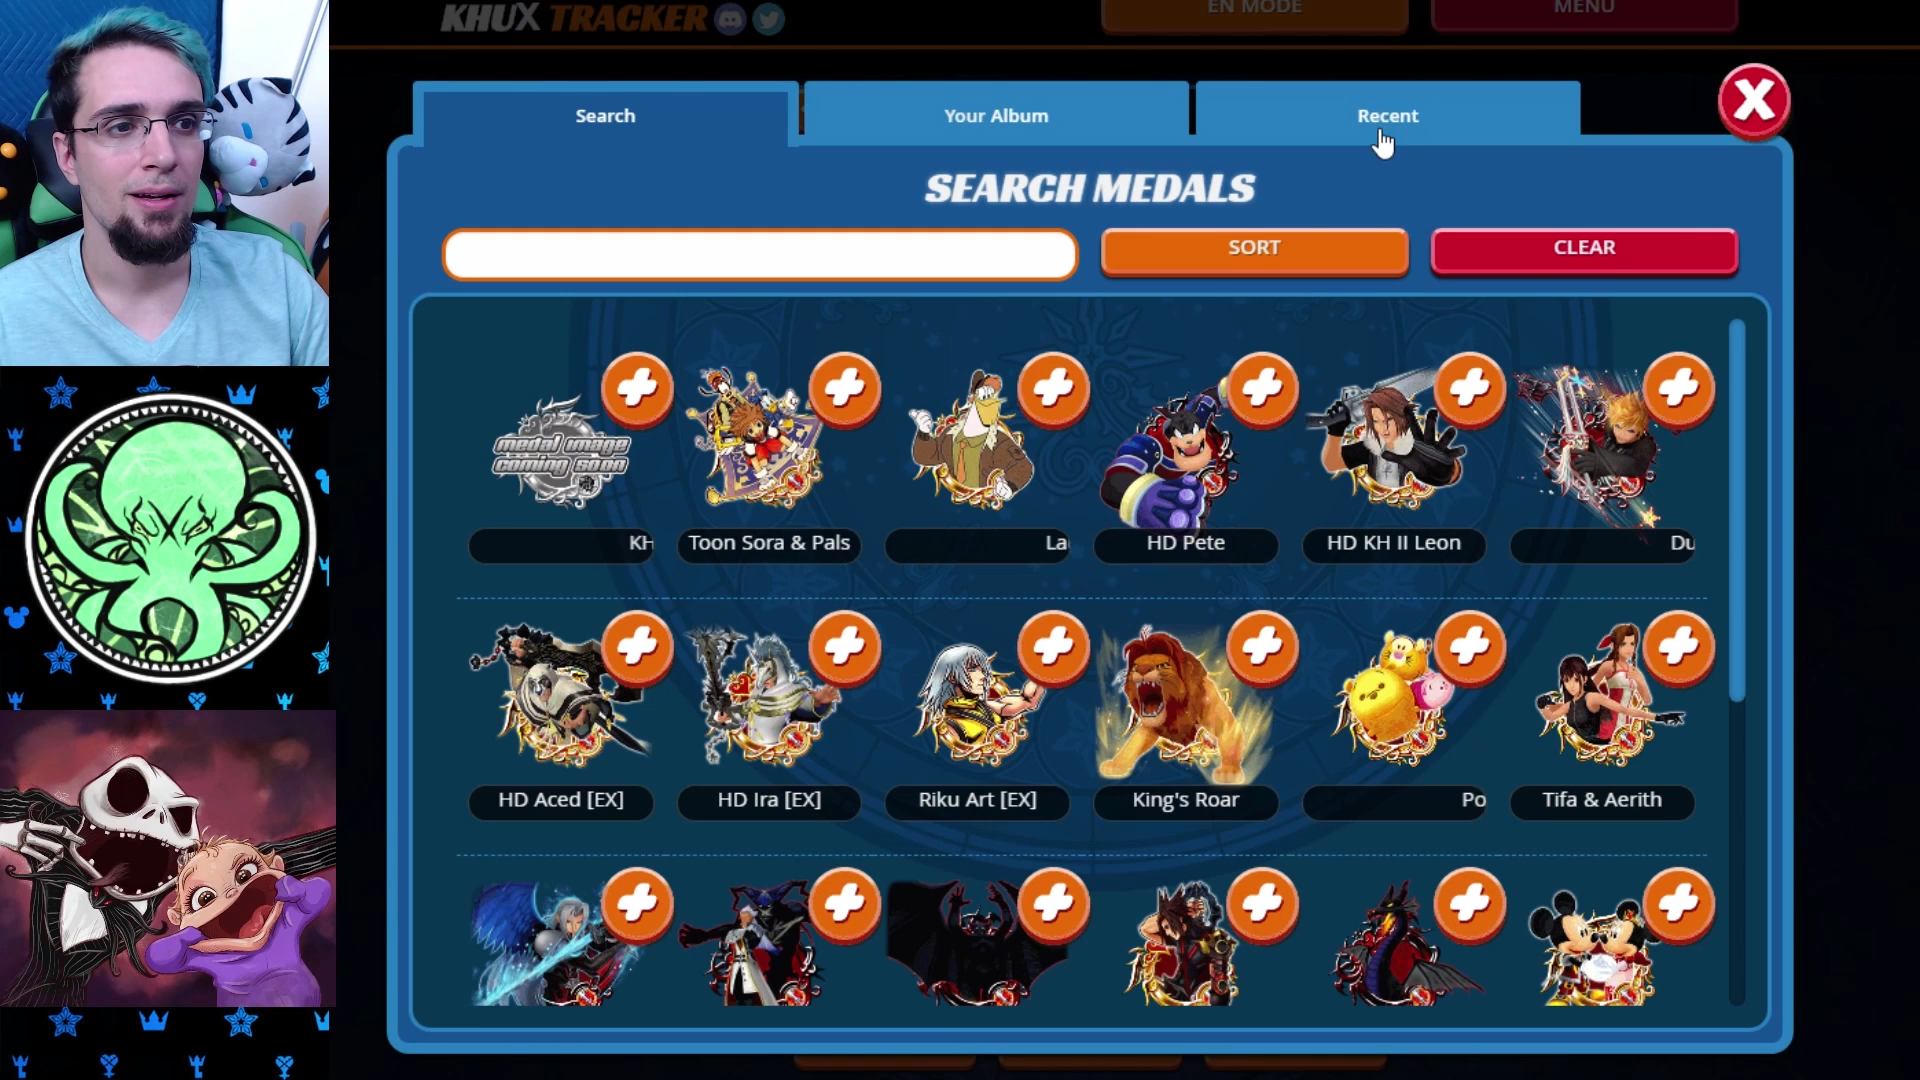 KHUX TRACKER
EN MODE
MENU
Search
Your Album
Recent
X
SEARCH MEDALS
SORT
CLEAR
medal image
coming soon
KH
Toon Sora & Pals
La
HD Pete
HD KH II Leon
Du
HD Aced [EX]
HD Ira [EX]
Riku Art [EX]
King's Roar
Po
Tifa & Aerith